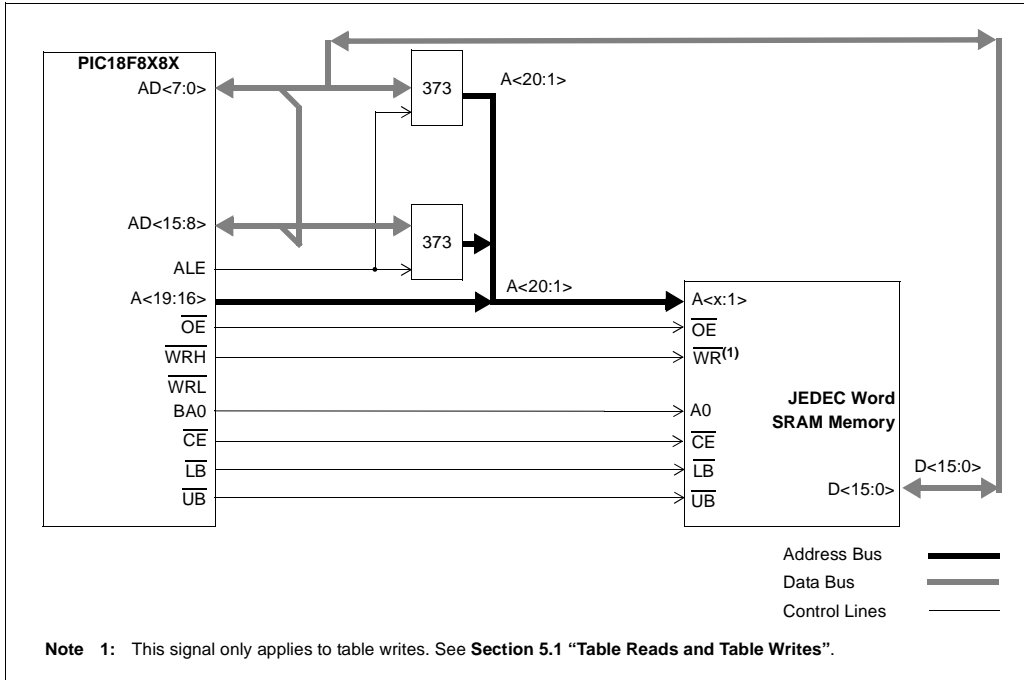 PIC18F8X8X
AD<7:0>
373
A<20:1>
AD<15:8>
373
ALE
A<19:16>
A<20:1>
A<x:1>
OE
OE
WRH
WR(1)
WRL
JEDEC Word
SRAM Memory
BA0
A0
CE
CE
LB
LB
D<15:0>
D<15:0>
UB
UB
Address Bus
Data Bus
Control Lines
Note 1: This signal only applies to table writes. See Section 5.1 “Table Reads and Table Writes”.